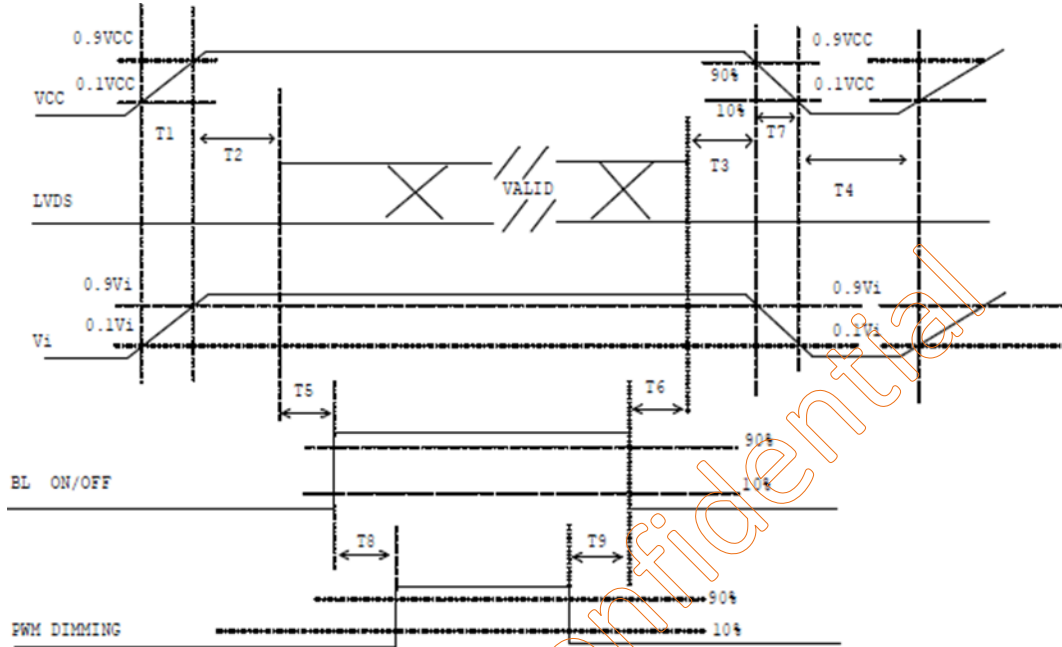 0.9VCC
0.9VCC
90%
0.1VCC
0.1VCC
VCC
10%
T1
T7
T2
T3
T4
VALID
LVDS
0.9Vi
0.9Vi
0.1Vi
0.1Vi
Vi
T5
T6
90%
BL ON/OFF
10%
T8
T9
90%
PWM DIMMING
10%
onfidential